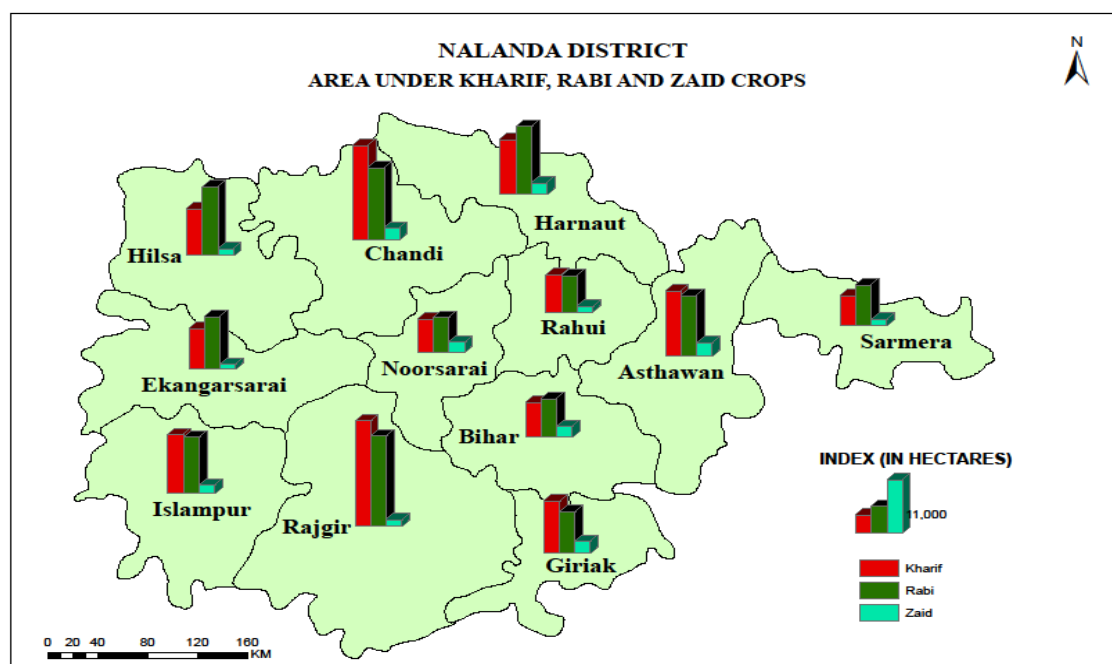 NALANDA DISTRICT
AREA UNDER KHARIF, RABI AND ZAID CROPS
N
Harnaut
Hilsa
Chandi
Rahui
Sarmera
Noorsarai
Asthawan
Ekangarsarai
Bihar
INDEX (IN HECTARES)
11,000
Islampur
Rajgir
Giriak
Kharif
Rabi
Zaid
0 20 40 80 120 160
KM